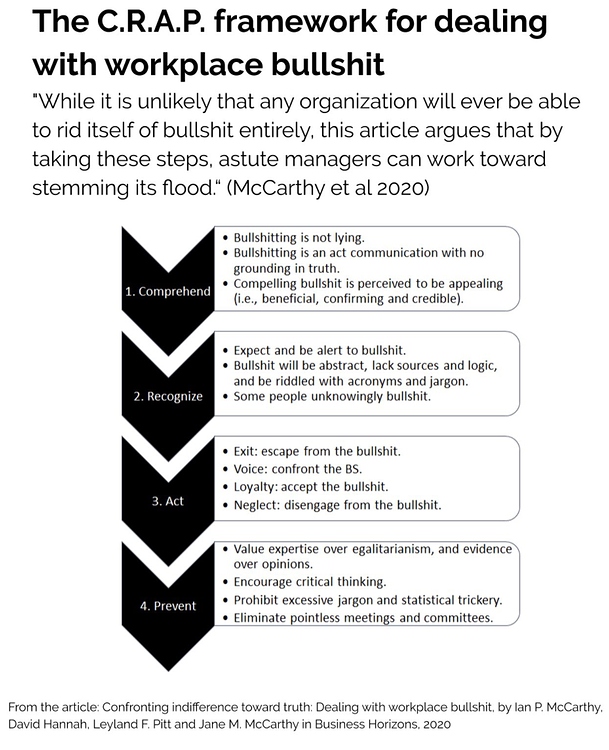 The C.R.A.P. framework for dealing
with workplace bullshit
"While it is unlikely that any organization will ever be able
to rid itself of bullshit entirely, this article argues that by
taking these steps, astute managers can work toward
stemming its flood.“ (McCarthy et al 2020)
1. Comprehend
• Bullshitting is not lying.
• Bullshitting is an act communication with no
grounding in truth.
• Compelling bullshit is perceived to be appealing
(i.e., beneficial, confirming and credible).
2. Recognize
• Expect and be alert to bullshit.
• Bullshit will be abstract, lack sources and logic,
and be riddled with acronyms and jargon.
• Some people unknowingly bullshit.
3. Act
• Exit: escape from the bullshit.
• Voice: confront the BS.
• Loyalty: accept the bullshit.
• Neglect: disengage from the bullshit.
4. Prevent
• Value expertise over egalitarianism, and evidence
over opinions.
• Encourage critical thinking.
• Prohibit excessive jargon and statistical trickery.
• Eliminate pointless meetings and committees.
From the article: Confronting indifference toward truth: Dealing with workplace bullshit, by Ian P. McCarthy,
David Hannah, Leyland F. Pitt and Jane M. McCarthy in Business Horizons, 2020